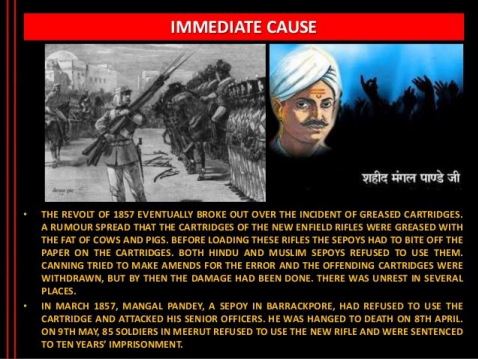 IMMEDIATE CAUSE
शहीद मंगल पाण्डे जी
• THE REVOLT OF 1857 EVENTUALLY BROKE OUT OVER THE INCIDENT OF GREASED CARTRIDGES.
A RUMOUR SPREAD THAT THE CARTRIDGES OF THE NEW ENFIELD RIFLES WERE GREASED WITH
THE FAT OF COWS AND PIGS. BEFORE LOADING THESE RIFLES THE SEPOYS HAD TO BITE OFF THE
PAPER ON THE CARTRIDGES. BOTH HINDU AND MUSLIM SEPOYS REFUSED TO USE THEM.
CANNING TRIED TO MAKE AMENDS FOR THE ERROR AND THE OFFENDING CARTRIDGES WERE
WITHDRAWN, BUT BY THEN THE DAMAGE HAD BEEN DONE. THERE WAS UNREST IN SEVERAL
PLACES.
• IN MARCH 1857, MANGAL PANDEY, A SEPOY IN BARRACKPORE, HAD REFUSED TO USE THE
CARTRIDGE AND ATTACKED HIS SENIOR OFFICERS. HE WAS HANGED TO DEATH ON 8TH APRIL.
ON 9TH MAY, 85 SOLDIERS IN MEERUT REFUSED TO USE THE NEW RIFLE AND WERE SENTENCED
TO TEN YEARS' IMPRISONMENT.